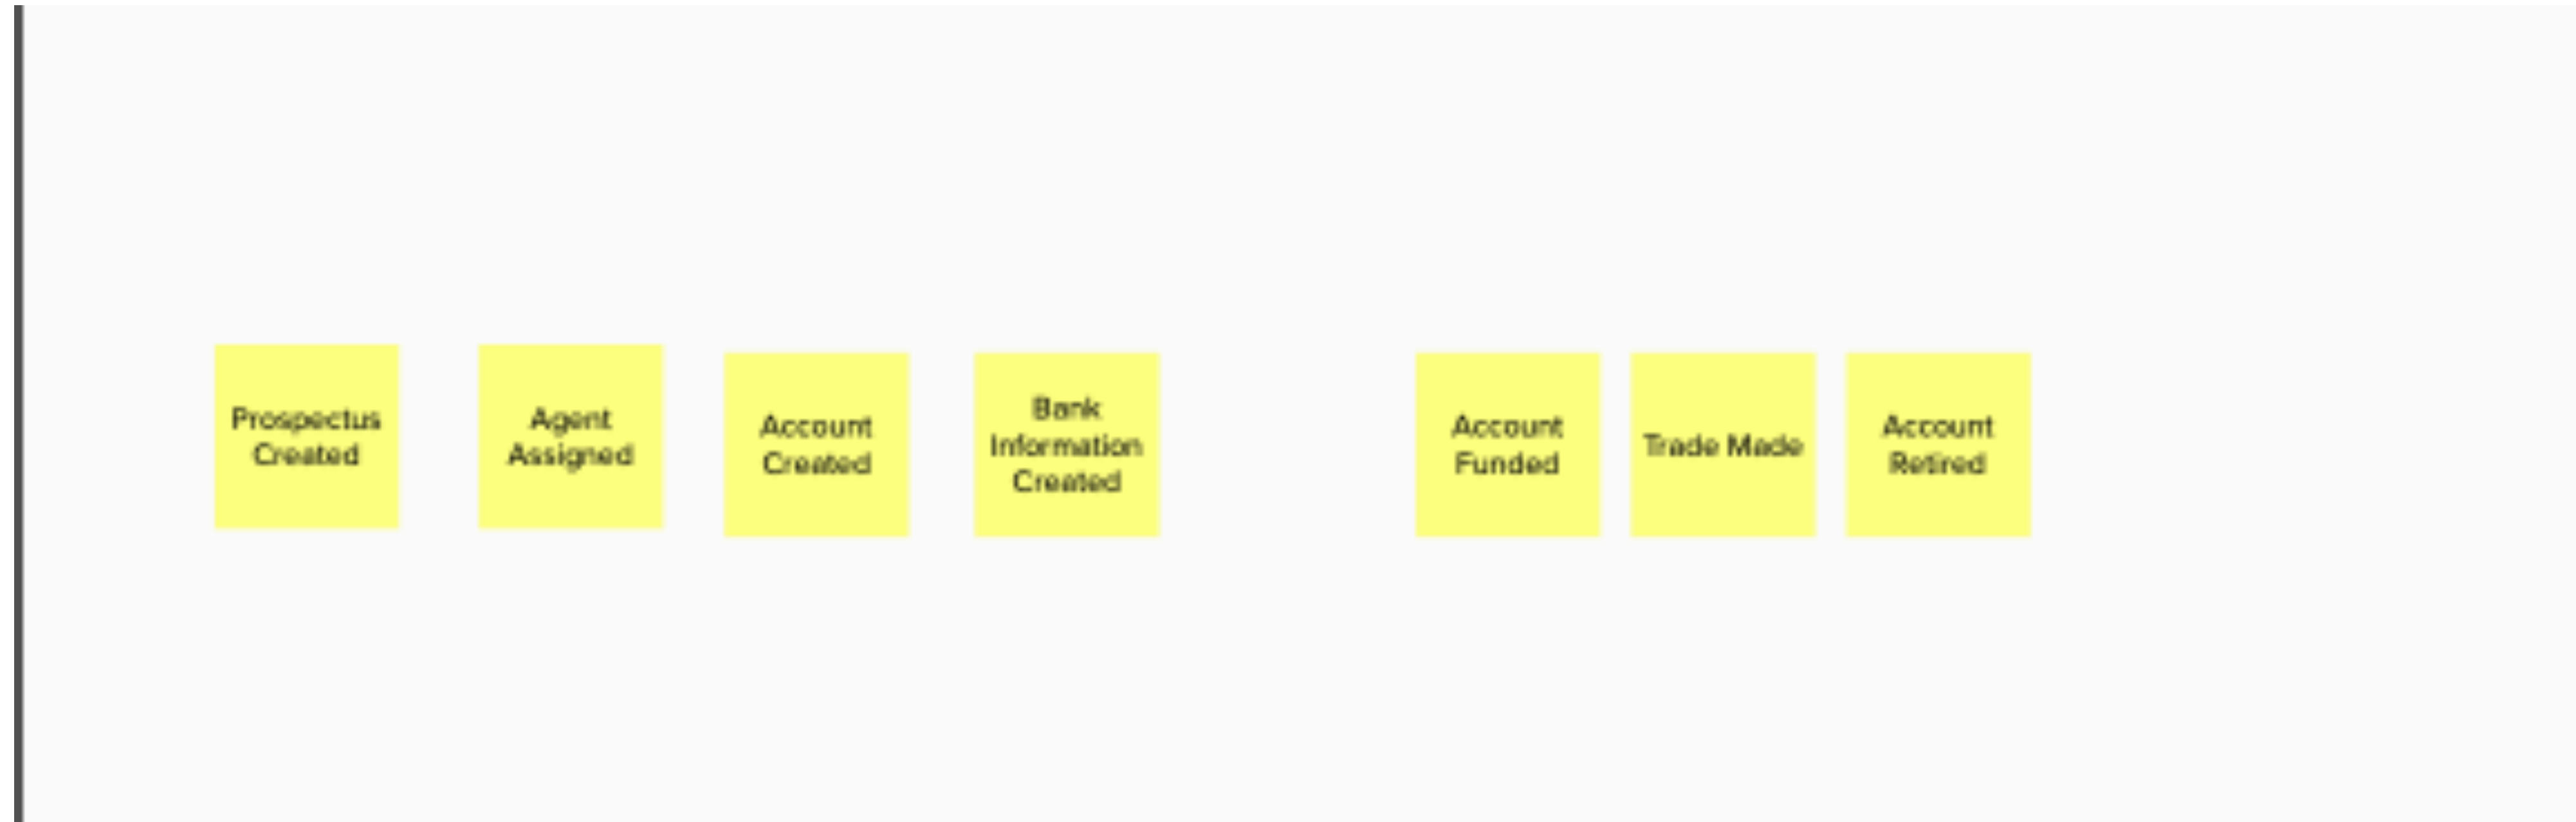 Prospectus
Created
Agent
Assigned
Account
Created
Bank
Information
Created
Account
Funded
Trade Made
Account
Retired